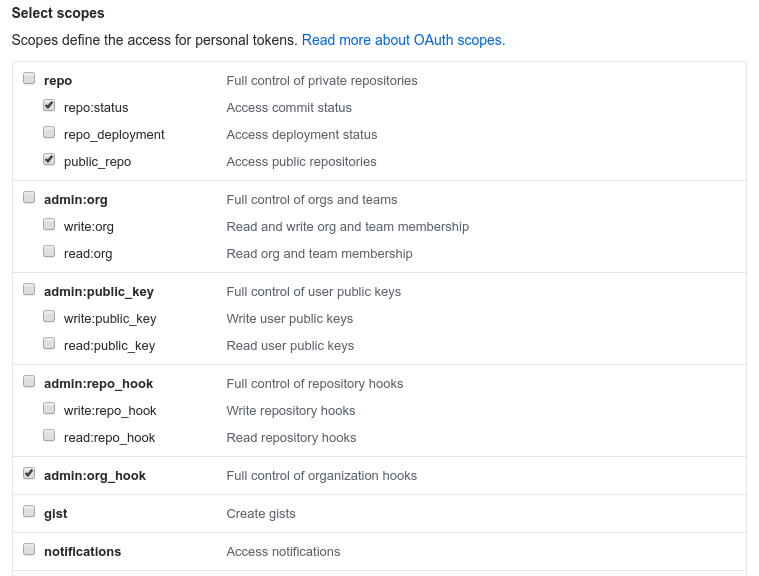 Select scopes
Scopes define the access for personal tokens. Read more about OAuth scopes.
repo Full control of private repositories
repo:status Access commit status
repo_deployment Access deployment status
public_repo Access public repositories
admin:org Full control of orgs and teams
write:org Read and write org and team membership
read:org Read org and team membership
admin:public_key Full control of user public keys
write:public_key Write user public keys
read:public_key Read user public keys
admin:repo_hook Full control of repository hooks
write:repo_hook Write repository hooks
read:repo_hook Read repository hooks
admin:org_hook Full control of organization hooks
gist Create gists
notifications Access notifications